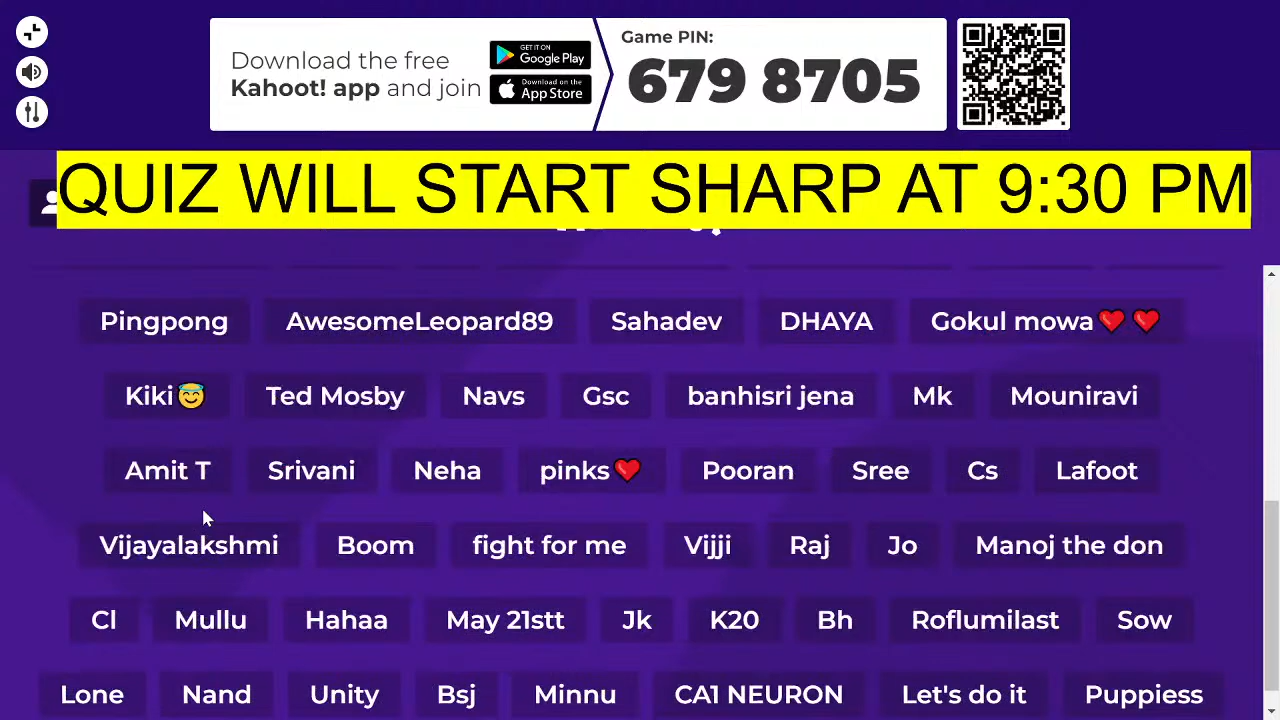 Download the free
Kahoot! app and join
GET IT ON
Google Play
Download on the
App Store
Game PIN:
679 8705
QUIZ WILL START SHARP AT 9:30 PM
Pingpong AwesomeLeopard89 Sahadev DHAYA Gokul mowa❤️ ❤️
Kiki😇 Ted Mosby Navs Gsc banhisri jena Mk Mouniravi
Amit T Srivani Neha pinks❤️ Pooran Sree Cs Lafoot
Vijayalakshmi Boom fight for me Vijji Raj Jo Manoj the don
Cl Mullu Hahaa May 21stt Jk K20 Bh Roflumilast Sow
Lone Nand Unity Bsj Minnu CA1 NEURON Let's do it Puppiess